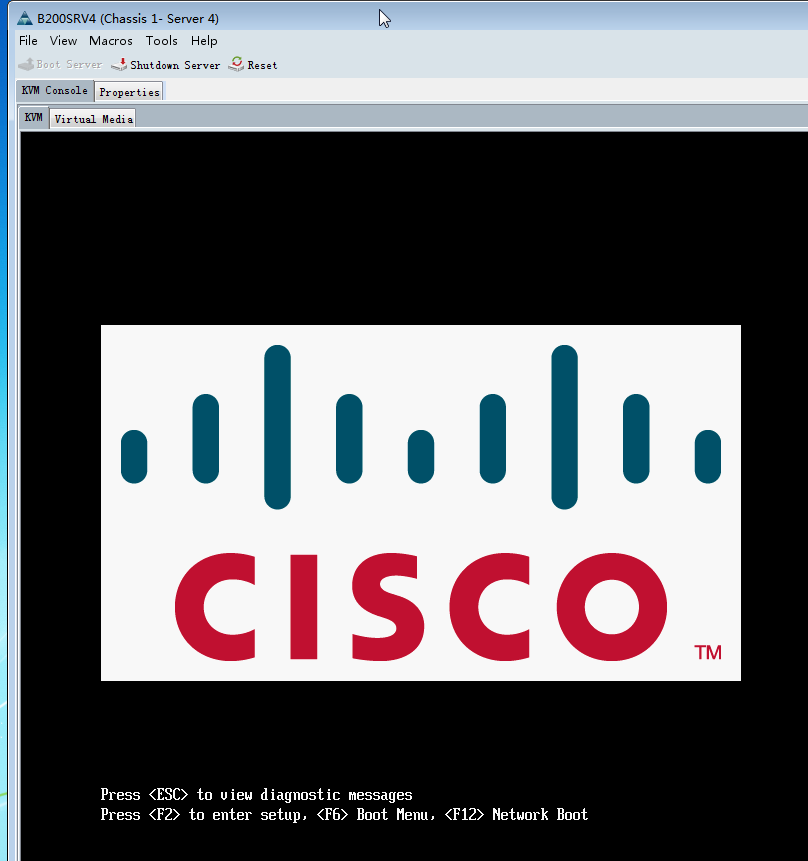 B200SRV4 (Chassis 1- Server 4)
File View Macros Tools Help
Boot Server Shutdown Server Reset
KVM Console Properties
KVM Virtual Media
CISCO
TM
Press <ESC> to view diagnostic messages
Press <F2> to enter setup, <F6> Boot Menu, <F12> Network Boot